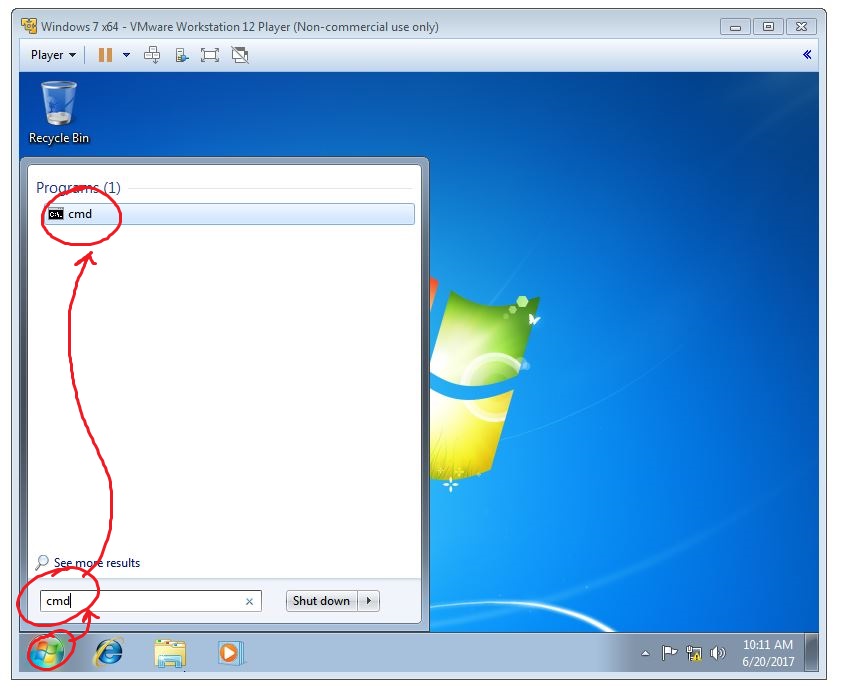 Windows 7 x64 - VMware Workstation 12 Player (Non-commercial use only)
Player
Recycle Bin
Programs (1)
C:\.
cmd
See more results
cmd
Shut down
10:11 AM
6/20/2017